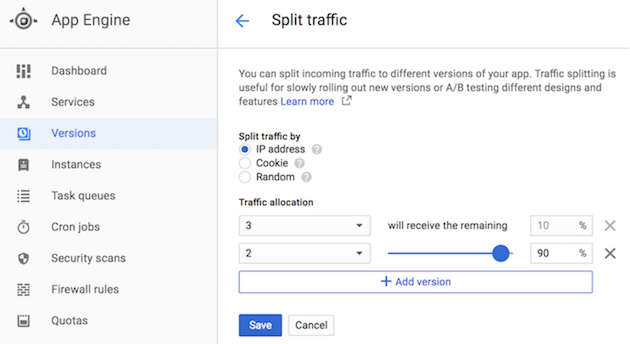 App Engine
Split traffic
Dashboard
Services
Versions
Instances
Task queues
Cron jobs
Security scans
Firewall rules
Quotas
You can split incoming traffic to different versions of your app. Traffic splitting is
useful for slowly rolling out new versions or A/B testing different designs and
features Learn more
Split traffic by
IP address ?
Cookie ?
Random ?
Traffic allocation
3 will receive the remaining 10 %
2 90 %
+ Add version
Save Cancel